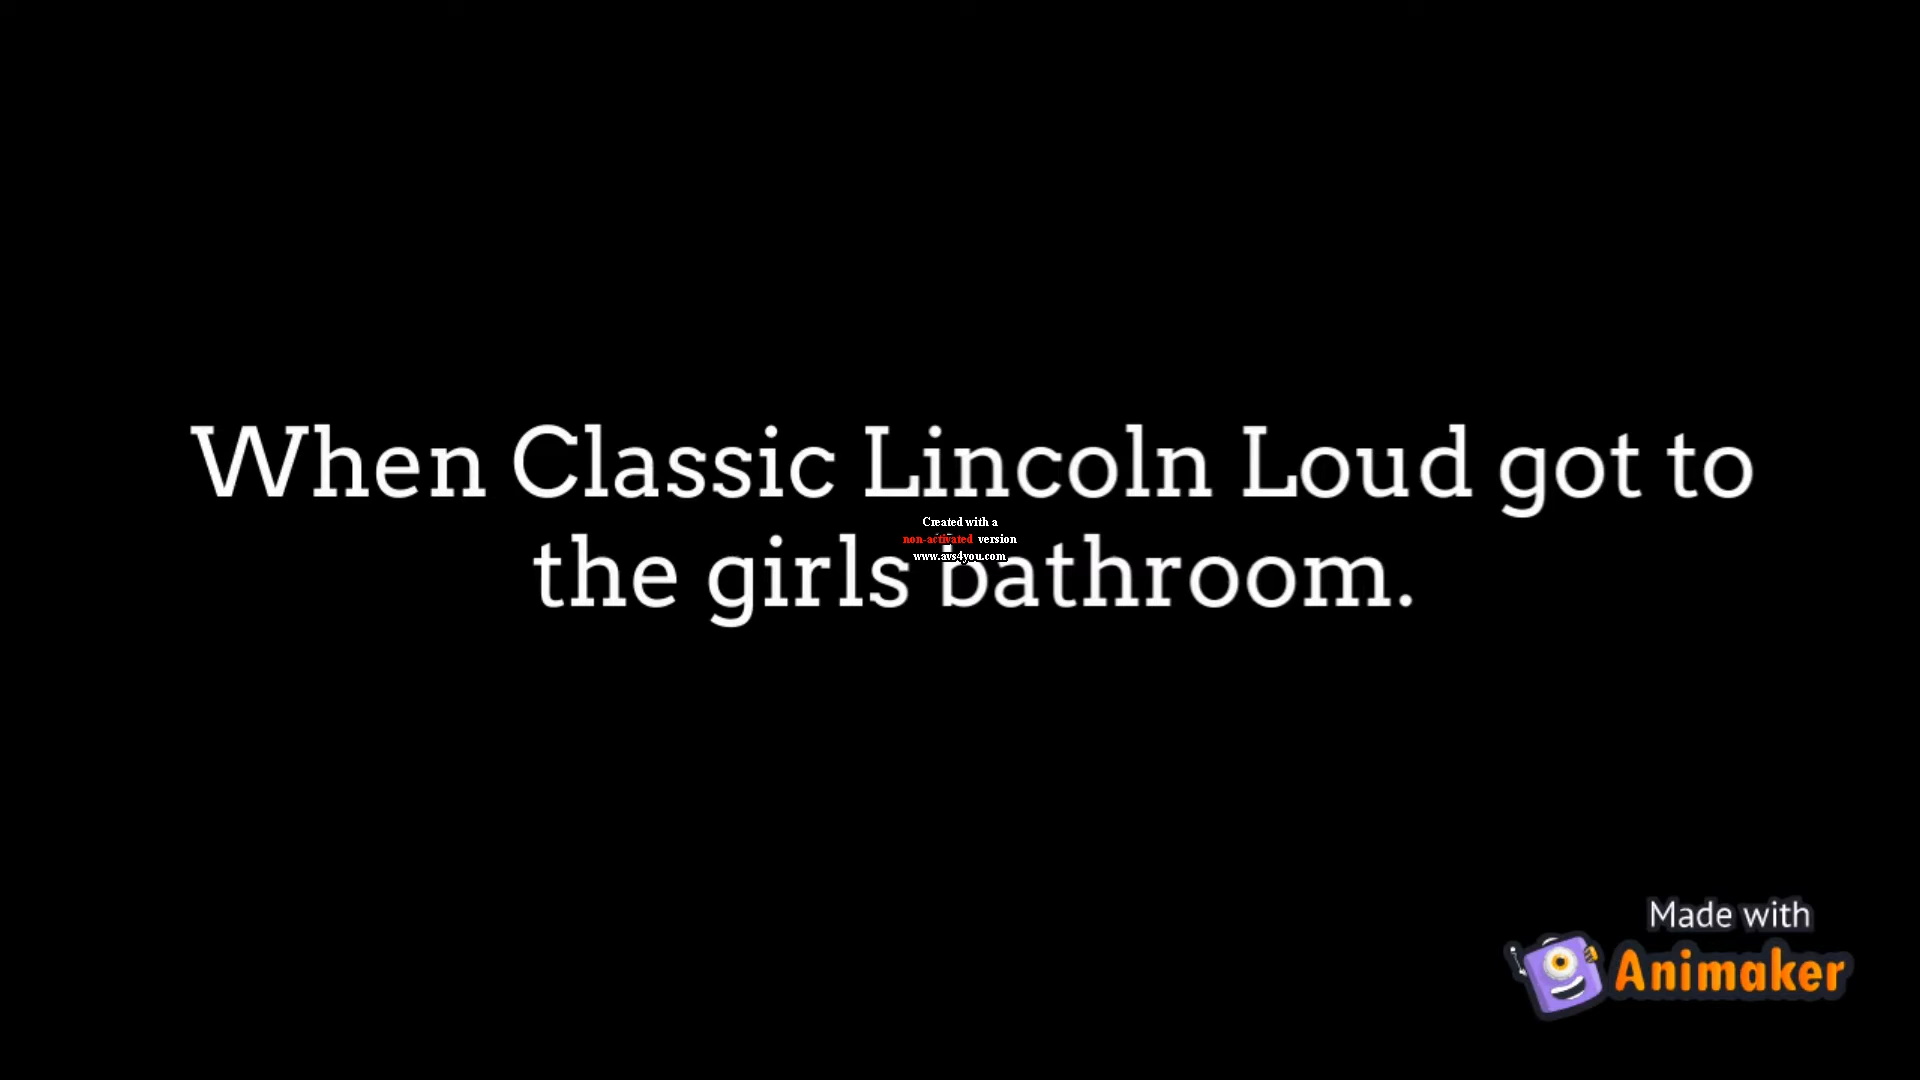 When Classic Lincoln Loud got to
Created with a
non-activated version
www.avs4you.com
the girls bathroom.
Made with
Animaker